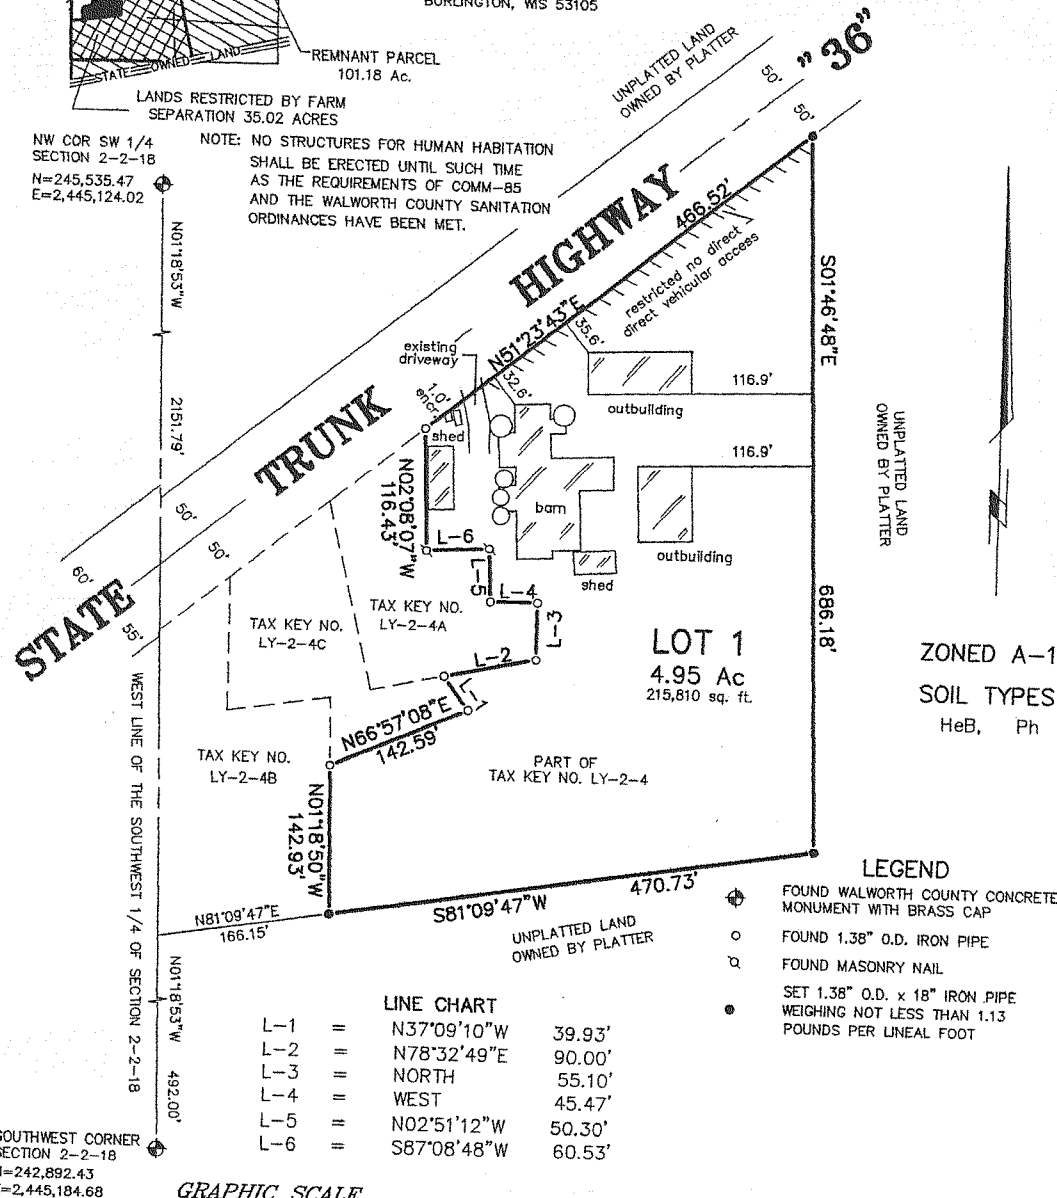 BURLINGTON, WIS 53105
STATE OWNED LAND
REMNANT PARCEL
101.18 Ac.
LANDS RESTRICTED BY FARM
SEPARATION 35.02 ACRES
NW COR SW 1/4
SECTION 2-2-18
N=245,535.47
E=2,445,124.02
NOTE: NO STRUCTURES FOR HUMAN HABITATION
SHALL BE ERECTED UNTIL SUCH TIME
AS THE REQUIREMENTS OF COMM-85
AND THE WALWORTH COUNTY SANITATION
ORDINANCES HAVE BEEN MET.
UNPLATTED LAND
OWNED BY PLATTER
STATE TRUNK HIGHWAY "36"
50'
50'
50'
50'
60'
55'
N01°18'53"W
2151.79'
WEST LINE OF THE SOUTHWEST 1/4 OF SECTION 2-2-18
N01°18'53"W
492.00'
466.52'
N51°23'43"E
restricted no direct
direct vehicular access
existing
driveway
35.6'
32.6'
1.0'
encr.
shed
outbuilding
116.9'
116.9'
outbuilding
barn
shed
S01°46'48"E
686.18'
UNPLATTED LAND
OWNED BY PLATTER
N02°08'07"W
116.43'
L-6
L-5
L-4
L-3
L-2
L-1
TAX KEY NO.
LY-2-4A
TAX KEY NO.
LY-2-4C
TAX KEY NO.
LY-2-4B
LOT 1
4.95 Ac
215,810 sq. ft.
ZONED A-1
SOIL TYPES
HeB, Ph
N66°57'08"E
142.59'
PART OF
TAX KEY NO. LY-2-4
N01°18'50"W
142.93'
N81°09'47"E
166.15'
S81°09'47"W
470.73'
UNPLATTED LAND
OWNED BY PLATTER
LEGEND
FOUND WALWORTH COUNTY CONCRETE
MONUMENT WITH BRASS CAP
FOUND 1.38" O.D. IRON PIPE
FOUND MASONRY NAIL
SET 1.38" O.D. x 18" IRON PIPE
WEIGHING NOT LESS THAN 1.13
POUNDS PER LINEAL FOOT
LINE CHART
L-1 = N37°09'10"W 39.93'
L-2 = N78°32'49"E 90.00'
L-3 = NORTH 55.10'
L-4 = WEST 45.47'
L-5 = N02°51'12"W 50.30'
L-6 = S87°08'48"W 60.53'
SOUTHWEST CORNER
SECTION 2-2-18
N=242,892.43
E=2,445,184.68
GRAPHIC SCALE